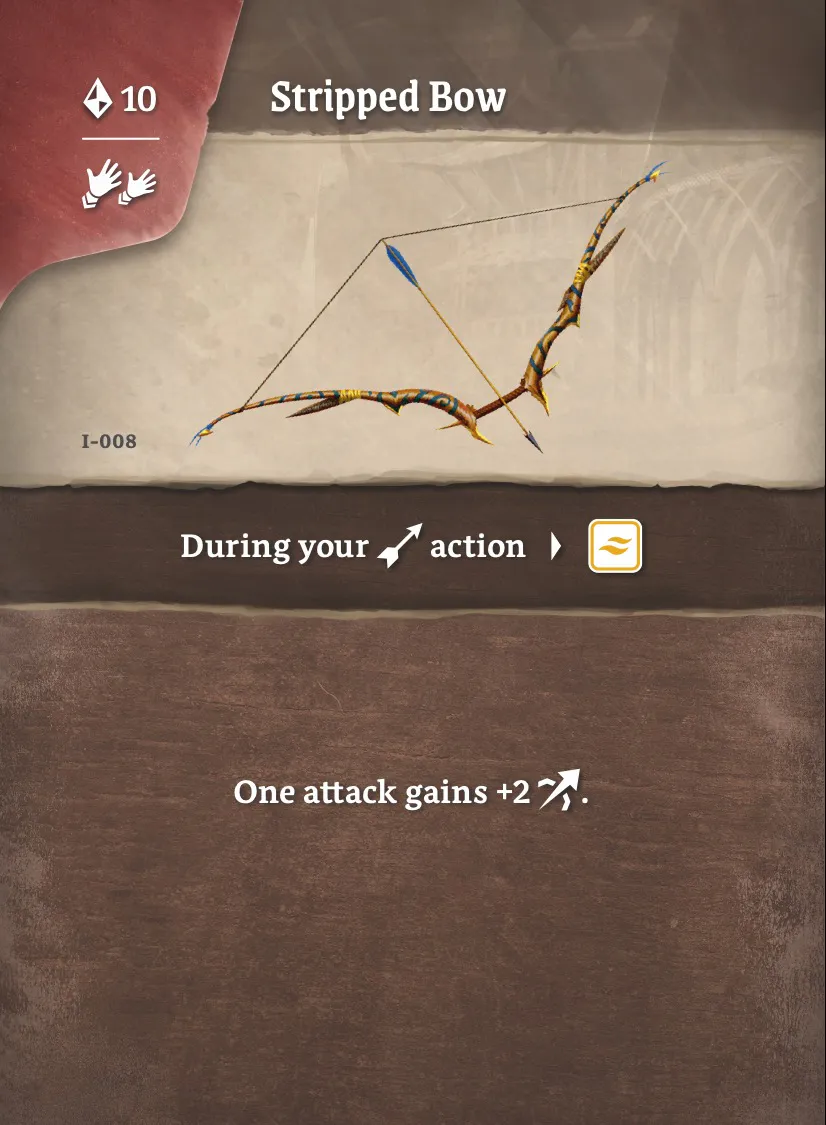 10
Stripped Bow
I-008
During your action
One attack gains +2 .